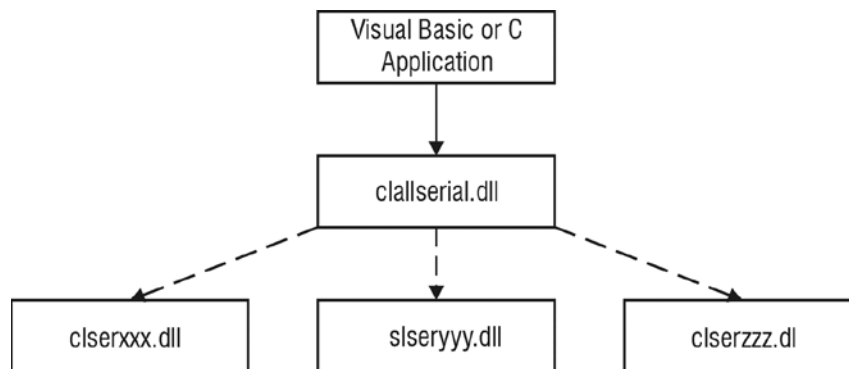 Visual Basic or C
Application
clallserial.dll
clserxxx.dll
slseryyy.dll
clserzzz.dl